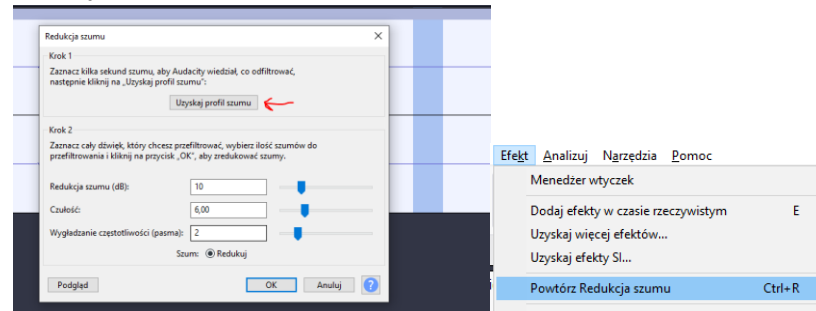 Redukcja szumu
Krok 1
Zaznacz kilka sekund szumu, aby Audacity wiedział, co odfiltrować,
następnie kliknij na „Uzyskaj profil szumu":
Uzyskaj profil szumu
Krok 2
Zaznacz cały dźwięk, który chcesz przefiltrować, wybierz ilość szumów do
przefiltrowania i kliknij na przycisk „OK", aby zredukować szumy.
Redukcja szumu (dB): 10
Czułość: 6,00
Wygładzanie częstotliwości (pasma): 2
Szum: Redukuj
Podgląd OK Anuluj ?
Efekt Analizuj Narzędzia Pomoc
Menedżer wtyczek
Dodaj efekty w czasie rzeczywistym E
Uzyskaj więcej efektów...
Uzyskaj efekty SI...
Powtórz Redukcja szumu Ctrl+R